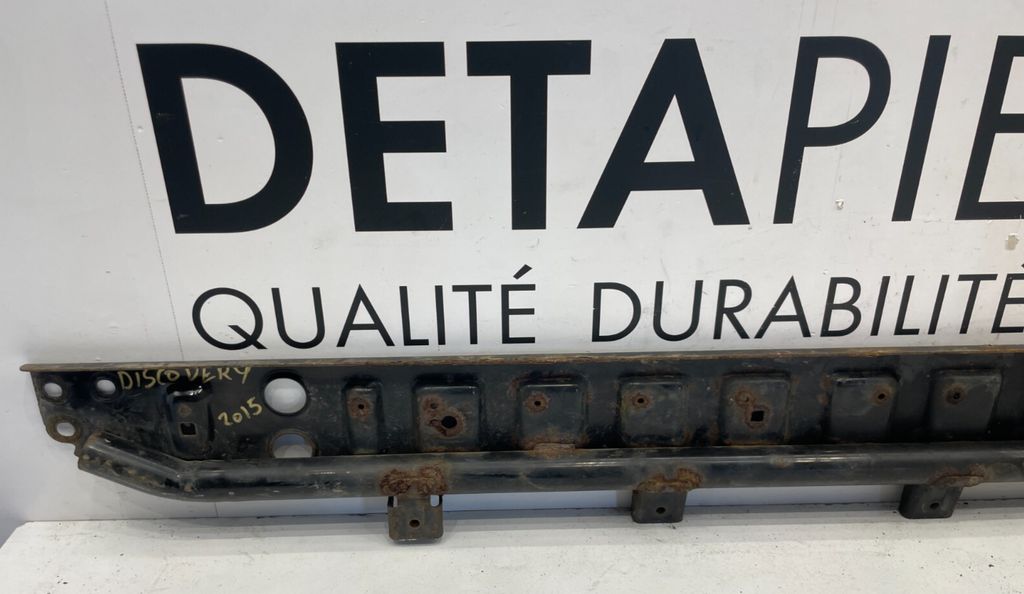 DETAPIE
QUALITÉ DURABILITÉ
DISCOVERY
2015